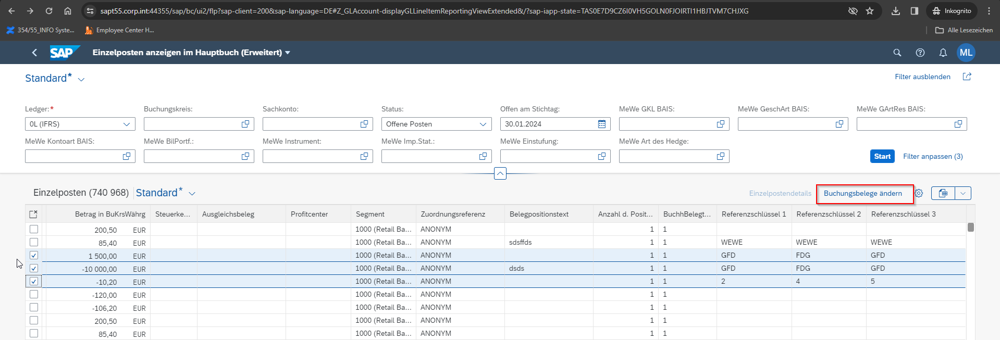 sapt55.corp.int:44355/sap/bc/ui2/flp?sap-client=200&sap-language=DE#Z_GLAccount-displayGLLineItemReportingViewExtended&/?sap-iapp-state=TAS0E7D9CZ6I0VH5GOLN0FJOIRTI1HBJTVM7CHJXG Inkognito
354/55_INFO Syste... Employee Center H... Alle Lesezeichen
SAP Einzelposten anzeigen im Hauptbuch (Erweitert) ML
Standard* Filter ausblenden
Ledger:* Buchungskreis: Sachkonto: Status: Offen am Stichtag: MeWe GKL BAIS: MeWe GeschArt BAIS: MeWe GArtRes BAIS:
0L (IFRS) Offene Posten 30.01.2024
MeWe Kontoart BAIS: MeWe BilPortf.: MeWe Instrument: MeWe Imp.Stat.: MeWe Einstufung: MeWe Art des Hedge:
Start Filter anpassen (3)
Einzelposten (740 968) Standard* Einzelpostendetails Buchungsbelege ändern
Betrag in BuKrsWährg Steuerke... Ausgleichsbeleg Profitcenter Segment Zuordnungsreferenz Belegpositionstext Anzahl d. Posit... BuchhBelegt... Referenzschlüssel 1 Referenzschlüssel 2 Referenzschlüssel 3
200,50 EUR 1000 (Retail Ba... ANONYM 1 1
85,40 EUR 1000 (Retail Ba... ANONYM sdsffds 1 1 WEWE WEWE WEWE
1 500,00 EUR 1000 (Retail Ba... ANONYM 1 1 GFD FDG GFD
-10 000,00 EUR 1000 (Retail Ba... ANONYM dsds 1 1 GFD FDG GFD
-10,20 EUR 1000 (Retail Ba... ANONYM 1 1 2 4 5
-120,00 EUR 1000 (Retail Ba... ANONYM 1 1
-106,20 EUR 1000 (Retail Ba... ANONYM 1 1
200,50 EUR 1000 (Retail Ba... ANONYM 1 1
85,40 EUR 1000 (Retail Ba... ANONYM 1 1